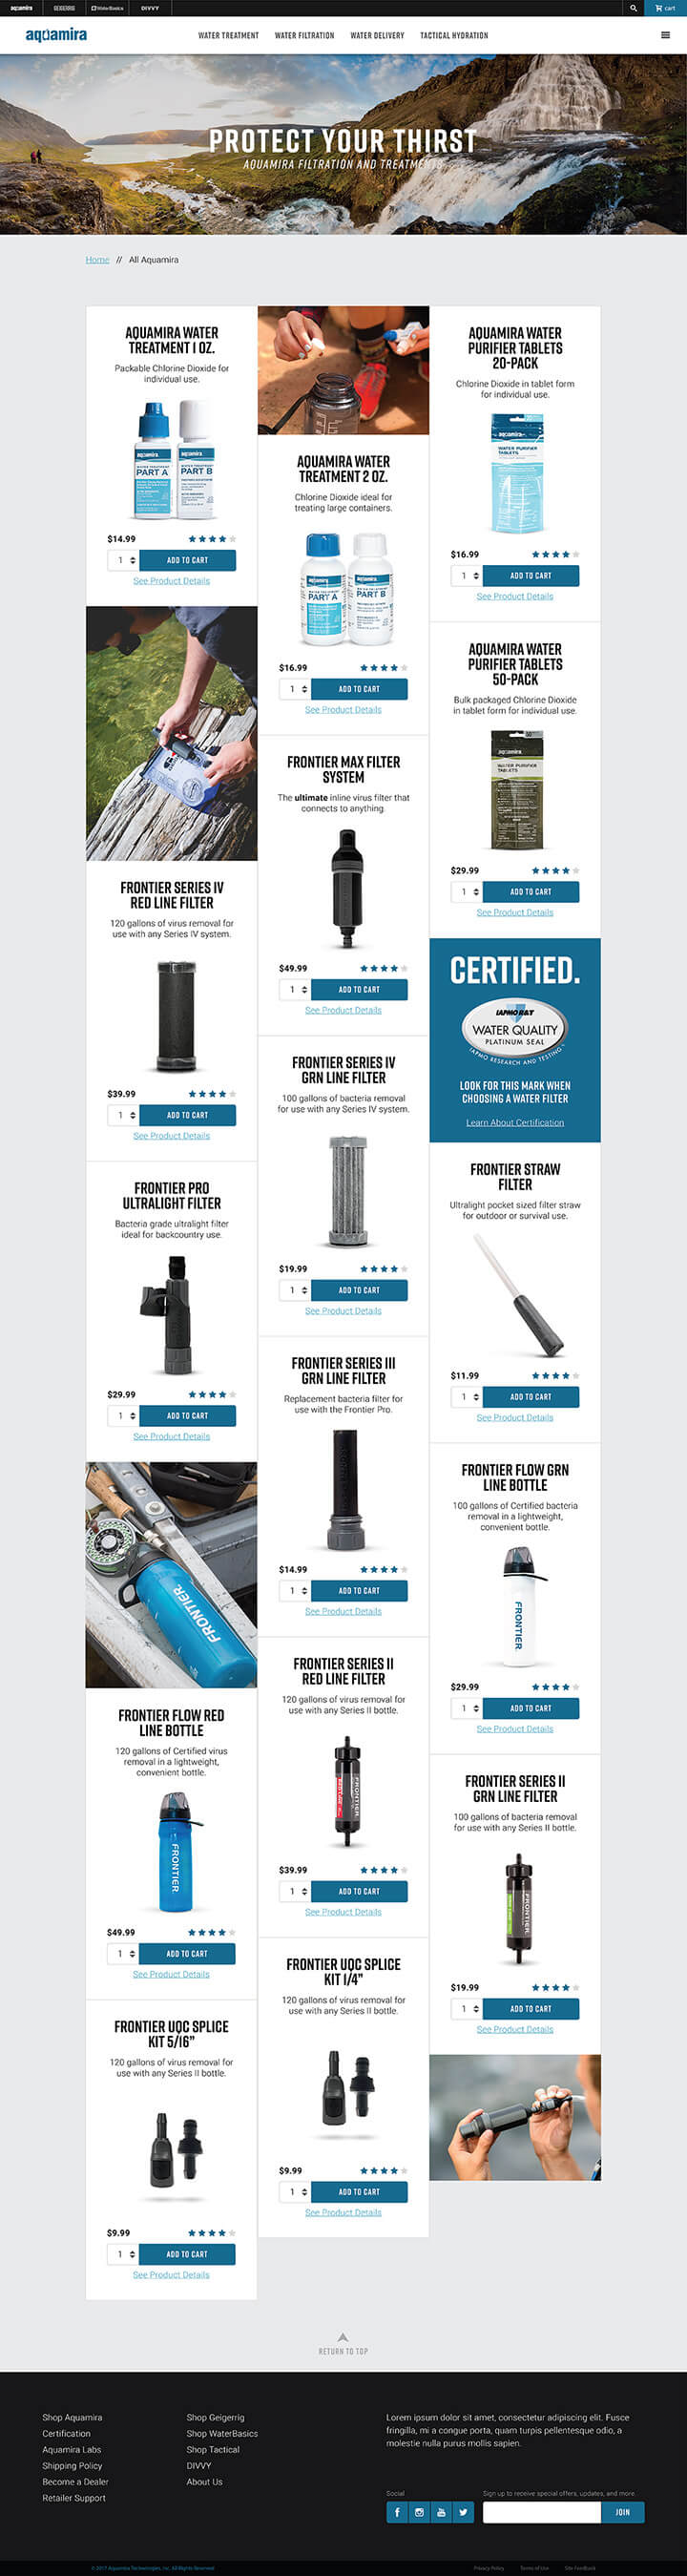 aquamira
GEIGERRIG
WaterBasics
DIVVY
cart
aquamira
WATER TREATMENT
WATER FILTRATION
WATER DELIVERY
TACTICAL HYDRATION
PROTECT YOUR THIRST
AQUAMIRA FILTRATION AND TREATMENTS
Home // All Aquamira
AQUAMIRA WATER
TREATMENT 1 OZ.
Packable Chlorine Dioxide for
individual use.
aquamira
PART A
PART B
$14.99
1
ADD TO CART
See Product Details
FRONTIER SERIES IV
RED LINE FILTER
120 gallons of virus removal for
use with any Series IV system.
$39.99
1
ADD TO CART
See Product Details
FRONTIER PRO
ULTRALIGHT FILTER
Bacteria grade ultralight filter
ideal for backcountry use.
$29.99
1
ADD TO CART
See Product Details
FRONTIER
FRONTIER FLOW RED
LINE BOTTLE
120 gallons of Certified virus
removal in a lightweight,
convenient bottle.
FRONTIER
$49.99
1
ADD TO CART
See Product Details
FRONTIER UQC SPLICE
KIT 5/16"
120 gallons of virus removal for
use with any Series II bottle.
$9.99
1
ADD TO CART
See Product Details
AQUAMIRA WATER
TREATMENT 2 OZ.
Chlorine Dioxide ideal for
treating large containers.
aquamira
PART A
PART B
$16.99
1
ADD TO CART
See Product Details
FRONTIER MAX FILTER
SYSTEM
The ultimate inline virus filter that
connects to anything.
$49.99
1
ADD TO CART
See Product Details
FRONTIER SERIES IV
GRN LINE FILTER
100 gallons of bacteria removal
for use with any Series IV system.
$19.99
1
ADD TO CART
See Product Details
FRONTIER SERIES III
GRN LINE FILTER
Replacement bacteria filter for
use with the Frontier Pro.
$14.99
1
ADD TO CART
See Product Details
FRONTIER SERIES II
RED LINE FILTER
120 gallons of virus removal for
use with any Series II bottle.
FRONTIER
$39.99
1
ADD TO CART
See Product Details
FRONTIER UQC SPLICE
KIT 1/4"
120 gallons of virus removal for
use with any Series II bottle.
$9.99
1
ADD TO CART
See Product Details
AQUAMIRA WATER
PURIFIER TABLETS
20-PACK
Chlorine Dioxide in tablet form
for individual use.
aquamira
WATER PURIFIER
TABLETS
$16.99
1
ADD TO CART
See Product Details
AQUAMIRA WATER
PURIFIER TABLETS
50-PACK
Bulk packaged Chlorine Dioxide
in tablet form for individual use.
aquamira
WATER PURIFIER
TABLETS
$29.99
1
ADD TO CART
See Product Details
CERTIFIED.
IAPMO R&T
WATER QUALITY
PLATINUM SEAL
IAPMO RESEARCH AND TESTING
LOOK FOR THIS MARK WHEN
CHOOSING A WATER FILTER
Learn About Certification
FRONTIER STRAW
FILTER
Ultralight pocket sized filter straw
for outdoor or survival use.
$11.99
1
ADD TO CART
See Product Details
FRONTIER FLOW GRN
LINE BOTTLE
100 gallons of Certified bacteria
removal in a lightweight,
convenient bottle.
FRONTIER
$29.99
1
ADD TO CART
See Product Details
FRONTIER SERIES II
GRN LINE FILTER
100 gallons of bacteria removal
for use with any Series II bottle.
FRONTIER
$19.99
1
ADD TO CART
See Product Details
RETURN TO TOP
Shop Aquamira
Certification
Aquamira Labs
Shipping Policy
Become a Dealer
Retailer Support
Shop Geigerrig
Shop WaterBasics
Shop Tactical
DIVVY
About Us
Lorem ipsum dolor sit amet, consectetur adipiscing elit. Fusce
fringilla, mi a congue porta, quam turpis pellentesque odio, a
molestie nulla purus mollis sapien.
Social
Sign up to receive special offers, updates, and more.
JOIN
© 2017 Aquamira Technologies, Inc. All Rights Reserved
Privacy Policy
Terms of Use
Site Feedback